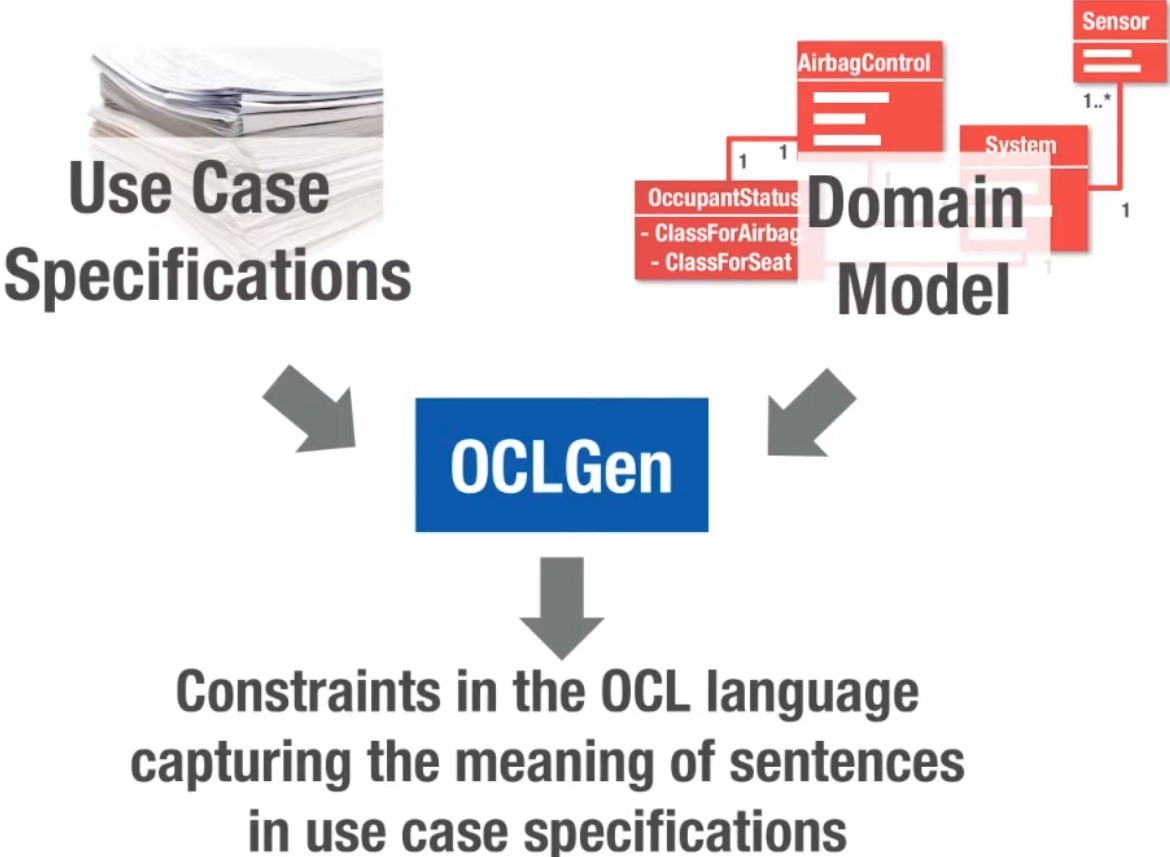 Use Case
Specifications
Sensor
1..*
AirbagControl
1
1
1
System
1
OccupantStatus
- ClassForAirbag
- ClassForSeat
1
Domain
Model
OCLGen
Constraints in the OCL language
capturing the meaning of sentences
in use case specifications